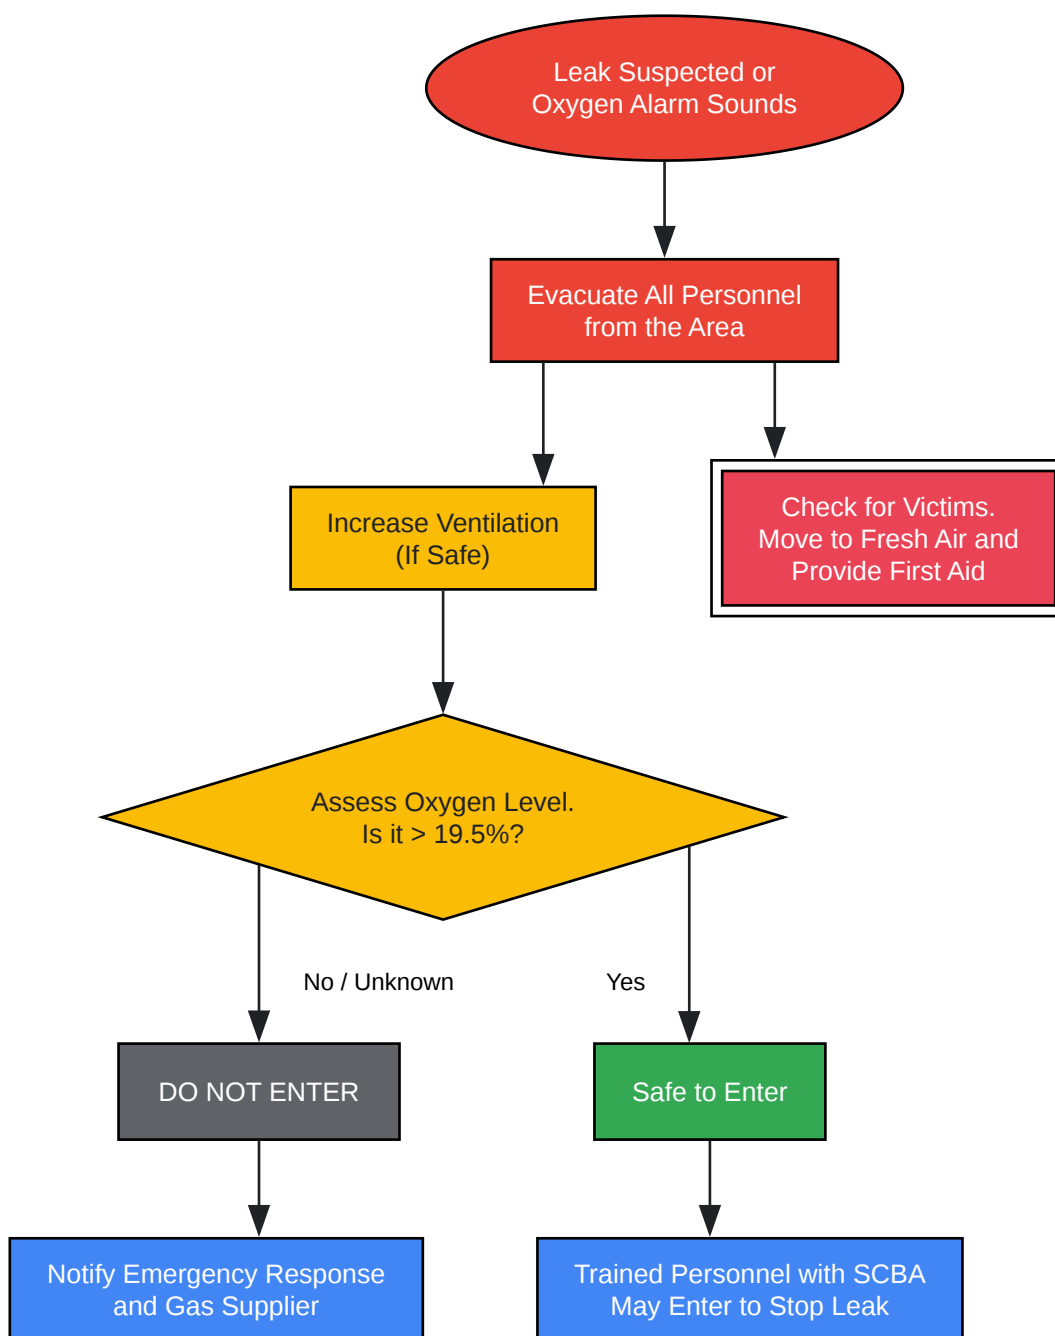 Leak Suspected or
Oxygen Alarm Sounds
Evacuate All Personnel
from the Area
Increase Ventilation
(If Safe)
Check for Victims.
Move to Fresh Air and
Provide First Aid
Assess Oxygen Level.
Is it > 19.5%?
No / Unknown
Yes
DO NOT ENTER
Safe to Enter
Notify Emergency Response
and Gas Supplier
Trained Personnel with SCBA
May Enter to Stop Leak